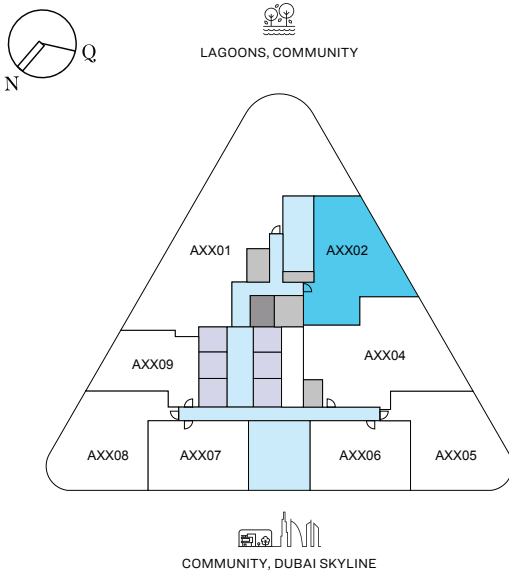 LAGOONS, COMMUNITY
Q
N
AXX01
AXX02
AXX04
AXX09
AXX08
AXX07
AXX06
AXX05
COMMUNITY, DUBAI SKYLINE